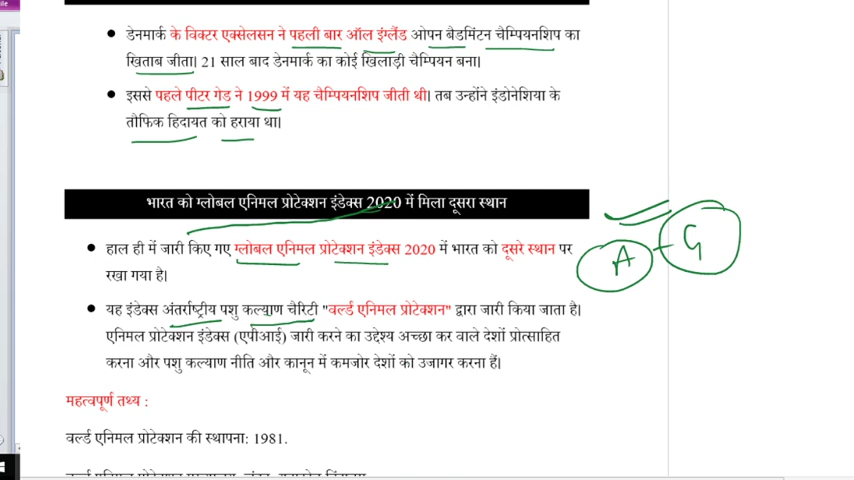 डेनमार्क के विक्टर एक्सेलसन ने पहली बार ऑल इंग्लैंड ओपन बैडमिंटन चैम्पियनशिप का
खिताब जीता। 21 साल बाद डेनमार्क का कोई खिलाड़ी चैम्पियन बना।
इससे पहले पीटर गेड ने 1999 में यह चैम्पियनशिप जीती थी। तब उन्होंने इंडोनेशिया के
तौफिक हिदायत को हराया था।
भारत को ग्लोबल एनिमल प्रोटेक्शन इंडेक्स 2020 में मिला दूसरा स्थान
हाल ही में जारी किए गए ग्लोबल एनिमल प्रोटेक्शन इंडेक्स 2020 में भारत को दूसरे स्थान पर
रखा गया है।
A - G
यह इंडेक्स अंतर्राष्ट्रीय पशु कल्याण चैरिटी "वर्ल्ड एनिमल प्रोटेक्शन" द्वारा जारी किया जाता है।
एनिमल प्रोटेक्शन इंडेक्स (एपीआई) जारी करने का उद्देश्य अच्छा कर वाले देशों प्रोत्साहित
करना और पशु कल्याण नीति और कानून में कमजोर देशों को उजागर करना हैं।
महत्वपूर्ण तथ्य :
वर्ल्ड एनिमल प्रोटेक्शन की स्थापना: 1981.